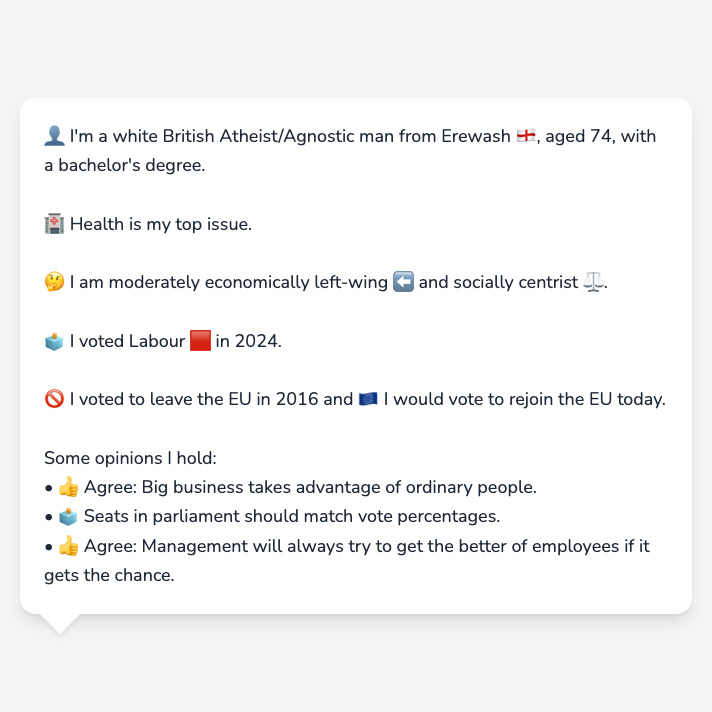 👤 I'm a white British Atheist/Agnostic man from Erewash 🏴󠁧󠁢󠁥󠁮󠁧󠁿, aged 74, with
a bachelor's degree.
🏥 Health is my top issue.
🤔 I am moderately economically left-wing ⬅️ and socially centrist ⚖️.
🗳️ I voted Labour 🟥 in 2024.
🚫 I voted to leave the EU in 2016 and 🇪🇺 I would vote to rejoin the EU today.
Some opinions I hold:
• 👍 Agree: Big business takes advantage of ordinary people.
• 🗳️ Seats in parliament should match vote percentages.
• 👍 Agree: Management will always try to get the better of employees if it
gets the chance.